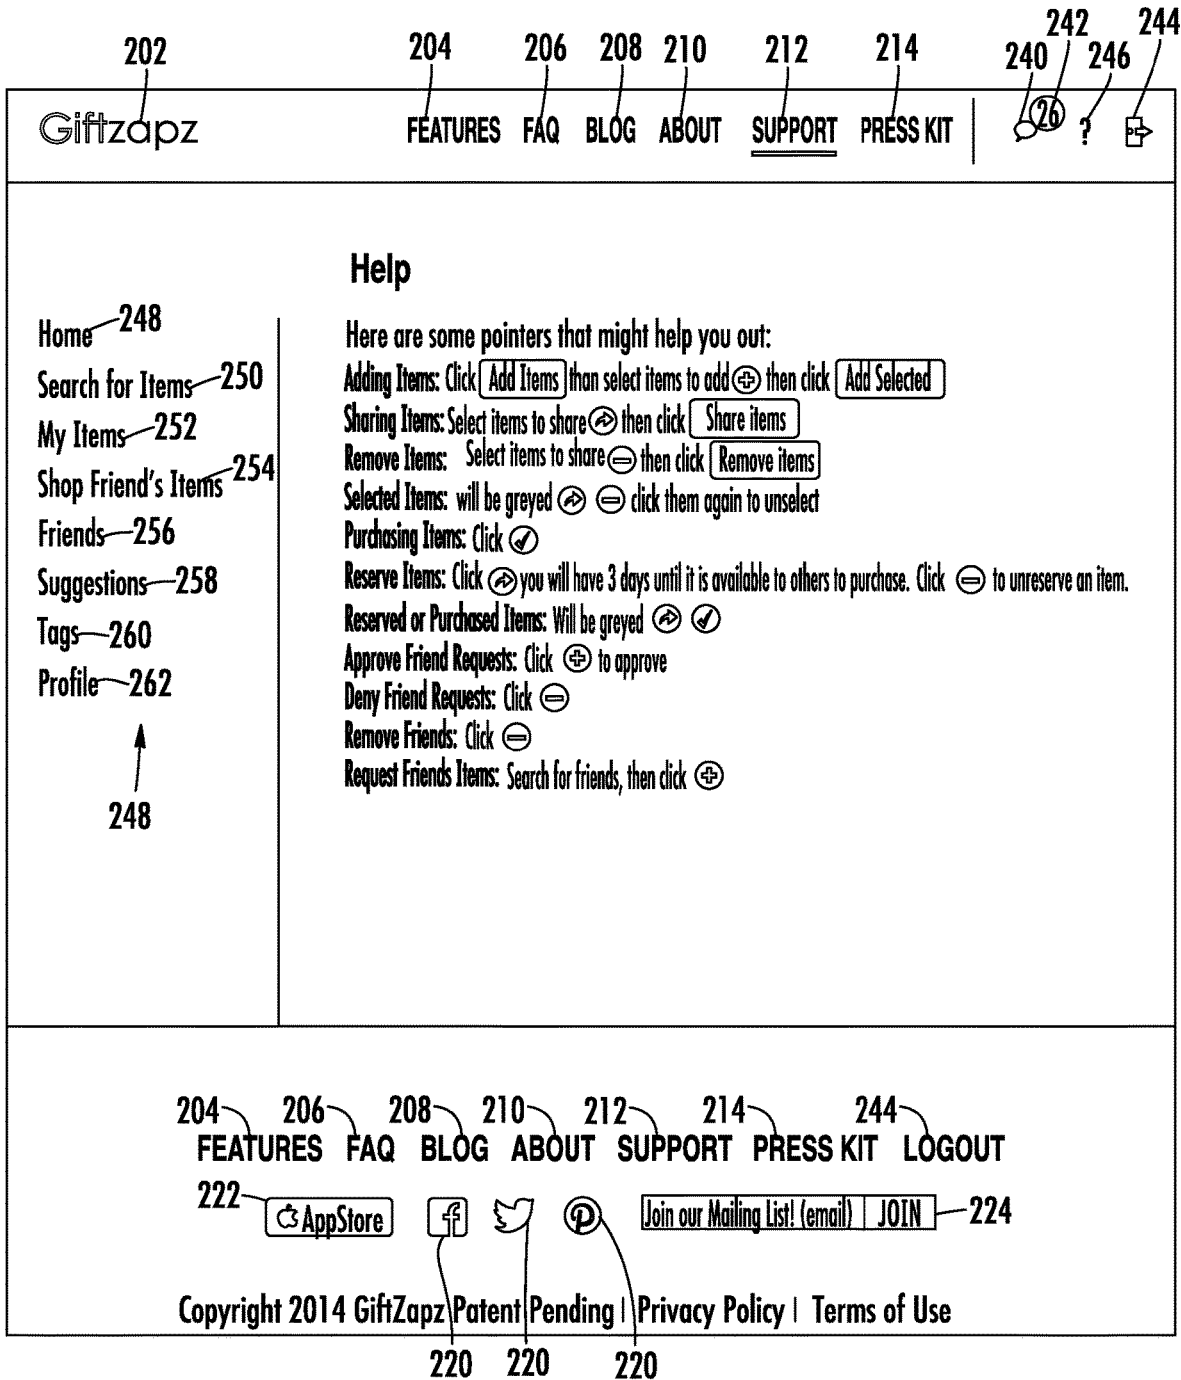 242 244
202 204 206 208 210 212 214 240 246
Giftzapz FEATURES FAQ BLOG ABOUT SUPPORT PRESS KIT 26 ?
Help
Home 248
Search for Items 250
My Items 252
Shop Friend's Items 254
Friends 256
Suggestions 258
Tags 260
Profile 262
248
Here are some pointers that might help you out:
Adding Items: Click Add Items than select items to add then click Add Selected
Sharing Items: Select items to share then click Share items
Remove Items: Select items to share then click Remove items
Selected Items: will be greyed click them again to unselect
Purchasing Items: Click
Reserve Items: Click you will have 3 days until it is available to others to purchase. Click to unreserve an item.
Reserved or Purchased Items: Will be greyed
Approve Friend Requests: Click to approve
Deny Friend Requests: Click
Remove Friends: Click
Request Friends Items: Search for friends, then click
204 206 208 210 212 214 244
FEATURES FAQ BLOG ABOUT SUPPORT PRESS KIT LOGOUT
222 AppStore f Join our Mailing List! (email) JOIN 224
Copyright 2014 GiftZapz Patent Pending | Privacy Policy | Terms of Use
220 220 220